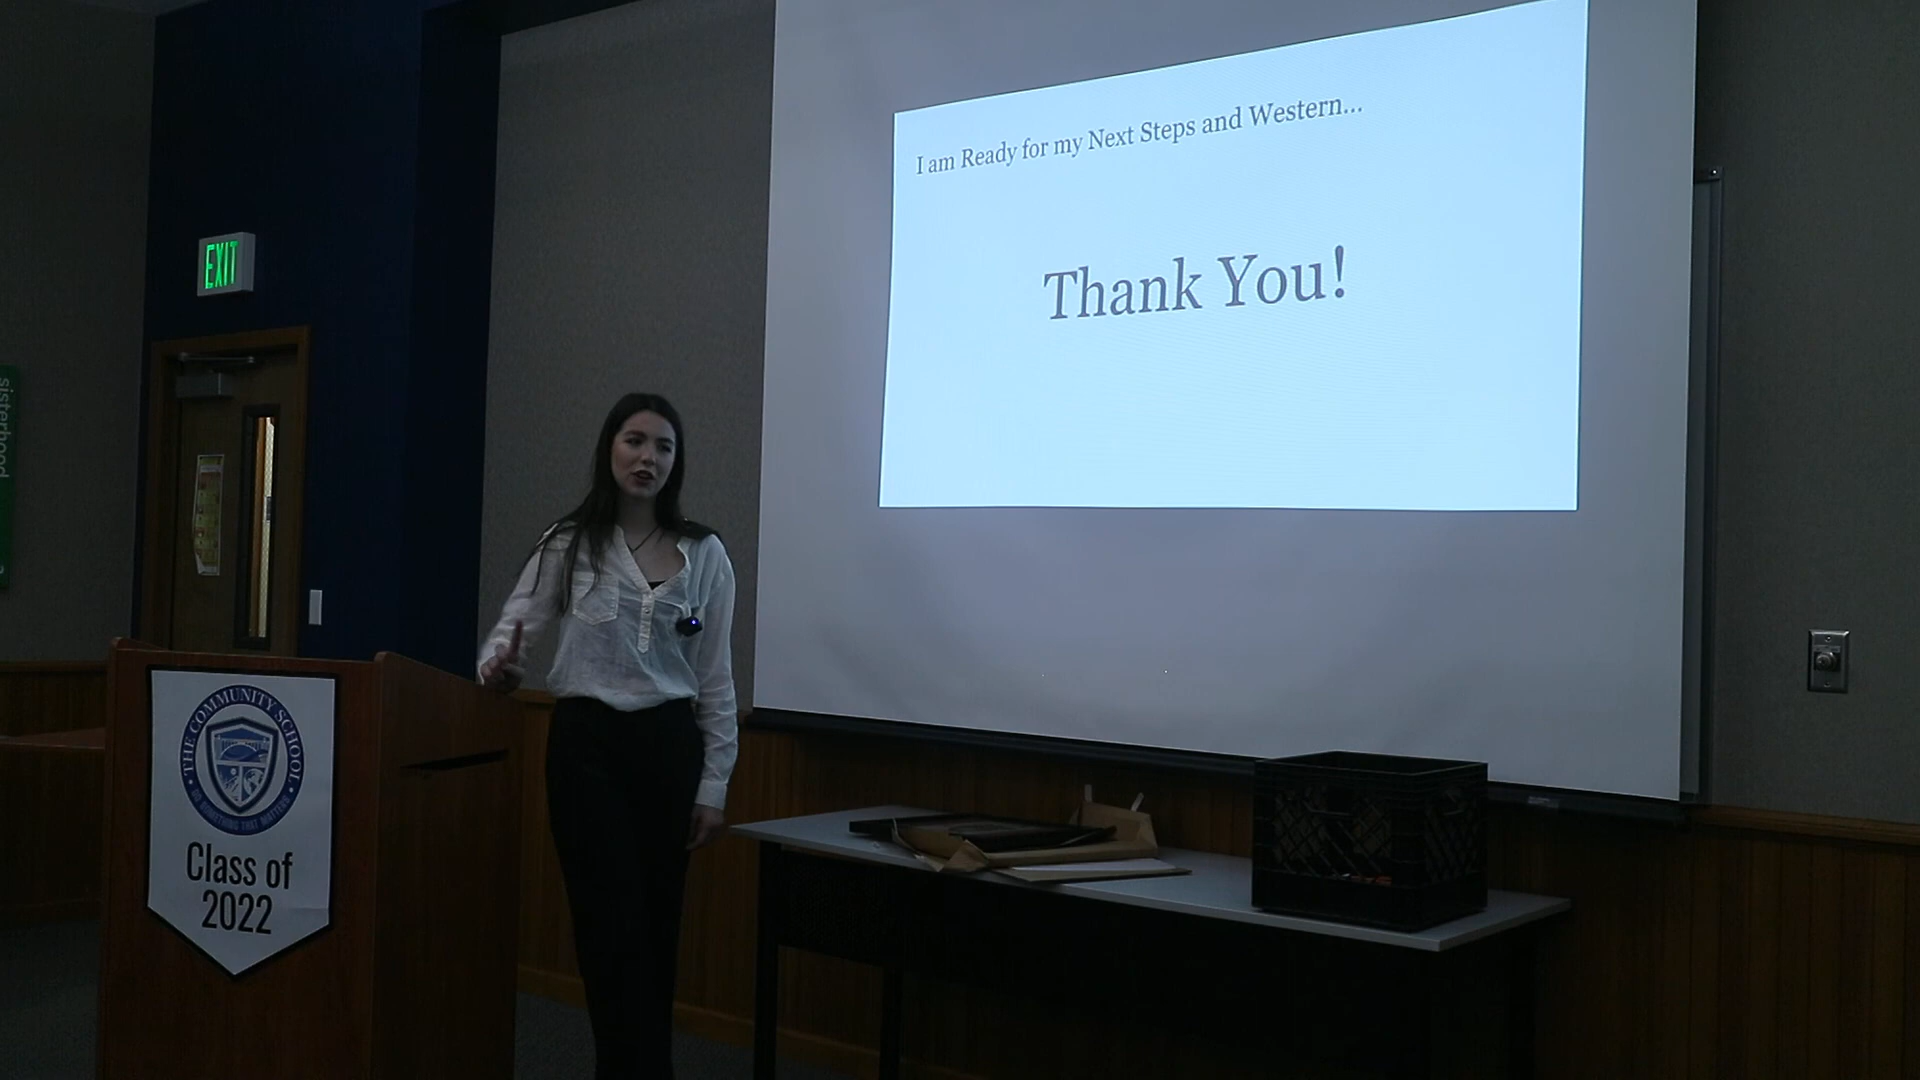 I am Ready for my Next Steps and Western...
Thank You!
EXIT
sisterhood
THE COMMUNITY SCHOOL
DO SOMETHING THAT MATTERS
Class of
2022